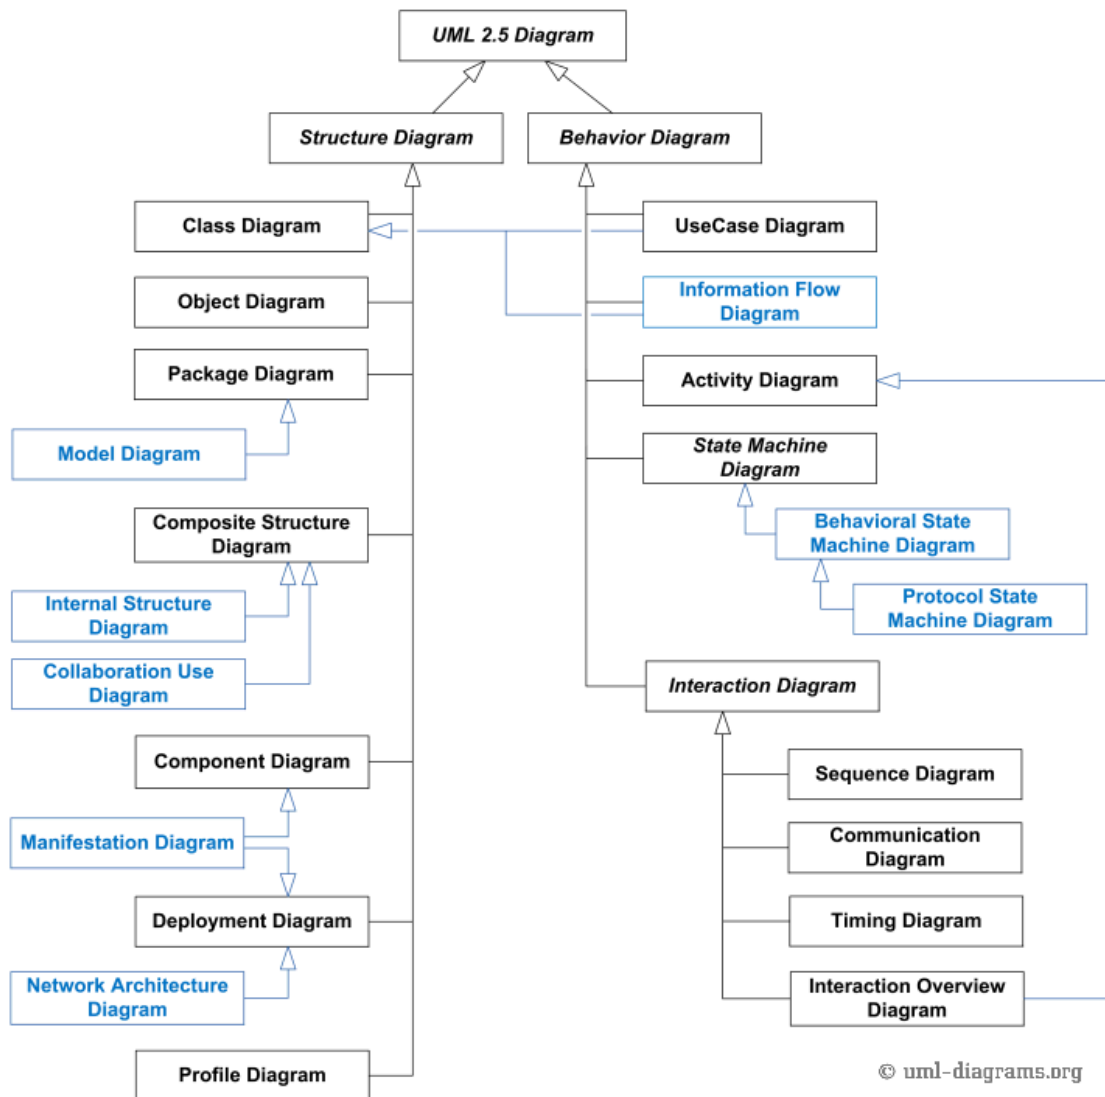 UML 2.5 Diagram
Structure Diagram
Behavior Diagram
Class Diagram
UseCase Diagram
Object Diagram
Information Flow
Diagram
Package Diagram
Activity Diagram
Model Diagram
State Machine
Diagram
Composite Structure
Diagram
Behavioral State
Machine Diagram
Internal Structure
Diagram
Protocol State
Machine Diagram
Collaboration Use
Diagram
Interaction Diagram
Component Diagram
Sequence Diagram
Manifestation Diagram
Communication
Diagram
Deployment Diagram
Timing Diagram
Network Architecture
Diagram
Interaction Overview
Diagram
Profile Diagram
© uml-diagrams.org